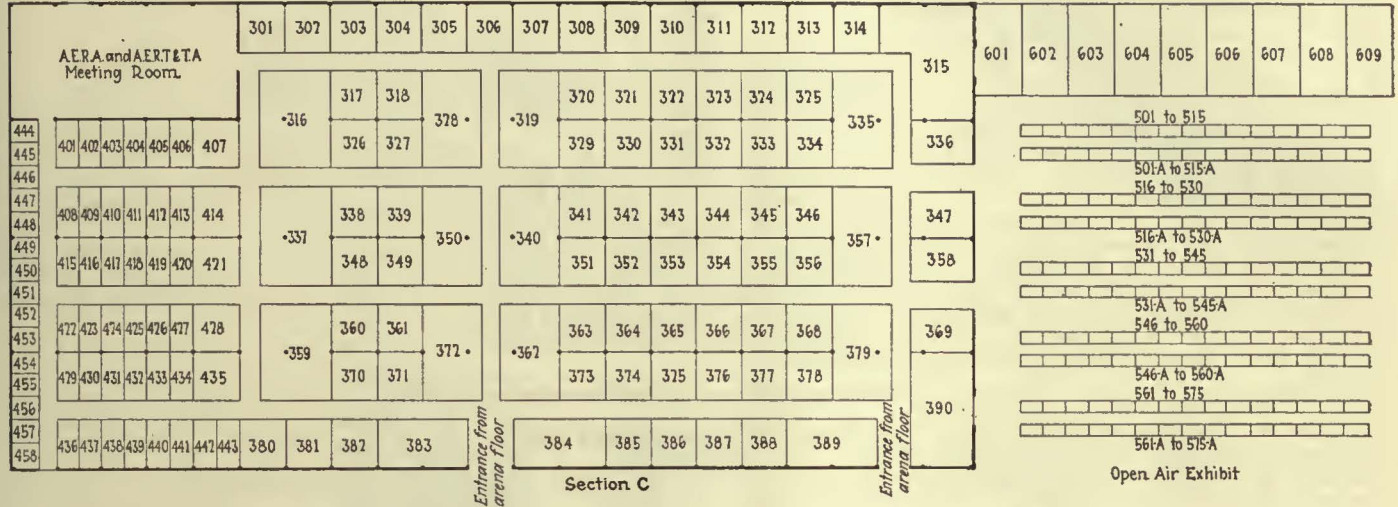 301 302 303 304 305 306 307 308 309 310 311 312 313 314
A.E.R.A. and A.E.R.T.&T.A
Meeting Room
315
601 602 603 604 605 606 607 608 609
317 318 320 321 322 323 324 325
316 328 319 335
326 327 329 330 331 332 333 334
336
444
445
446
447
448
449
450
451
452
453
454
455
456
457
458
401 402 403 404 405 406 407
408 409 410 411 412 413 414
415 416 417 418 419 420 421
338 339 341 342 343 344 345 346
337 350 340 357
348 349 351 352 353 354 355 356
347
358
422 423 424 425 426 427 428
429 430 431 432 433 434 435
360 361 363 364 365 366 367 368
359 372 362 379
370 371 373 374 375 376 377 378
369
390
436 437 438 439 440 441 442 443 380 381 382 383
Entrance from
arena floor
384 385 386 387 388 389
Entrance from
arena floor
Section C
501 to 515
501-A to 515-A
516 to 530
516-A to 530-A
531 to 545
531-A to 545-A
546 to 560
546-A to 560-A
561 to 575
561-A to 575-A
Open Air Exhibit